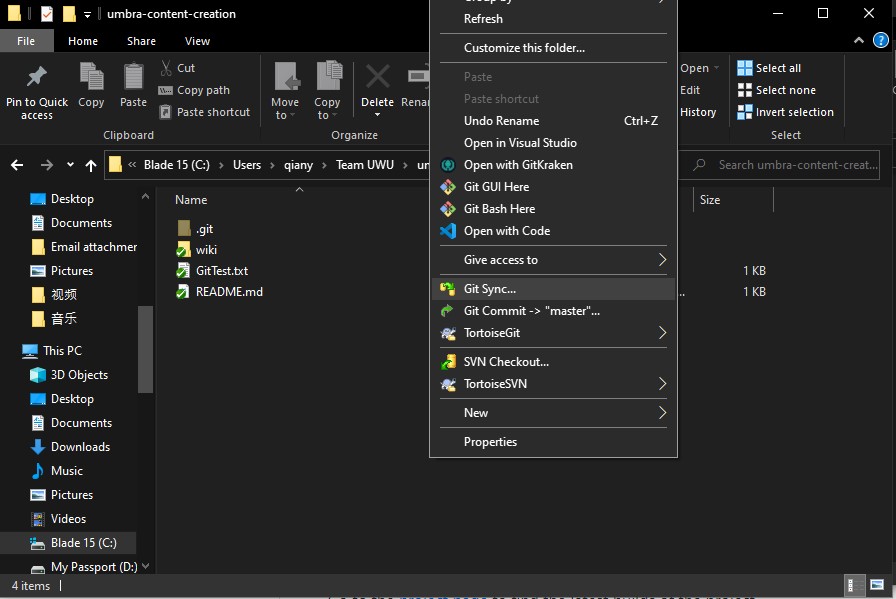 umbra-content-creation
File Home Share View
Pin to Quick access
Copy
Paste
Cut
Copy path
Paste shortcut
Clipboard
Move to
Copy to
Delete
Renam
Organize
Open
Edit
History
Select all
Select none
Invert selection
Select
« Blade 15 (C:) › Users › qiany › Team UWU › um
Search umbra-content-creat...
Desktop
Documents
Email attachmer
Pictures
视频
音乐
This PC
3D Objects
Desktop
Documents
Downloads
Music
Pictures
Videos
Blade 15 (C:)
My Passport (D:)
Name
Size
.git
wiki
GitTest.txt
1 KB
README.md
.. 1 KB
Refresh
Customize this folder...
Paste
Paste shortcut
Undo Rename Ctrl+Z
Open in Visual Studio
Open with GitKraken
Git GUI Here
Git Bash Here
Open with Code
Give access to
Git Sync...
Git Commit -> "master"...
TortoiseGit
SVN Checkout...
TortoiseSVN
New
Properties
4 items